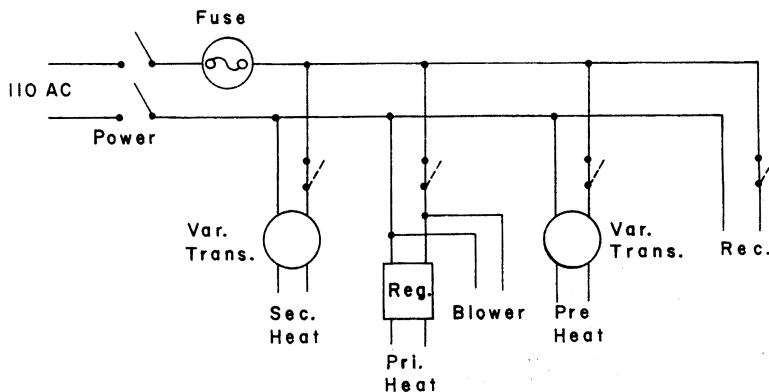 Fuse
110 AC
Power
Var.
Trans.
Var.
Trans.
Rec.
Reg.
Sec.
Heat
Blower
Pre
Heat
Pri.
Heat